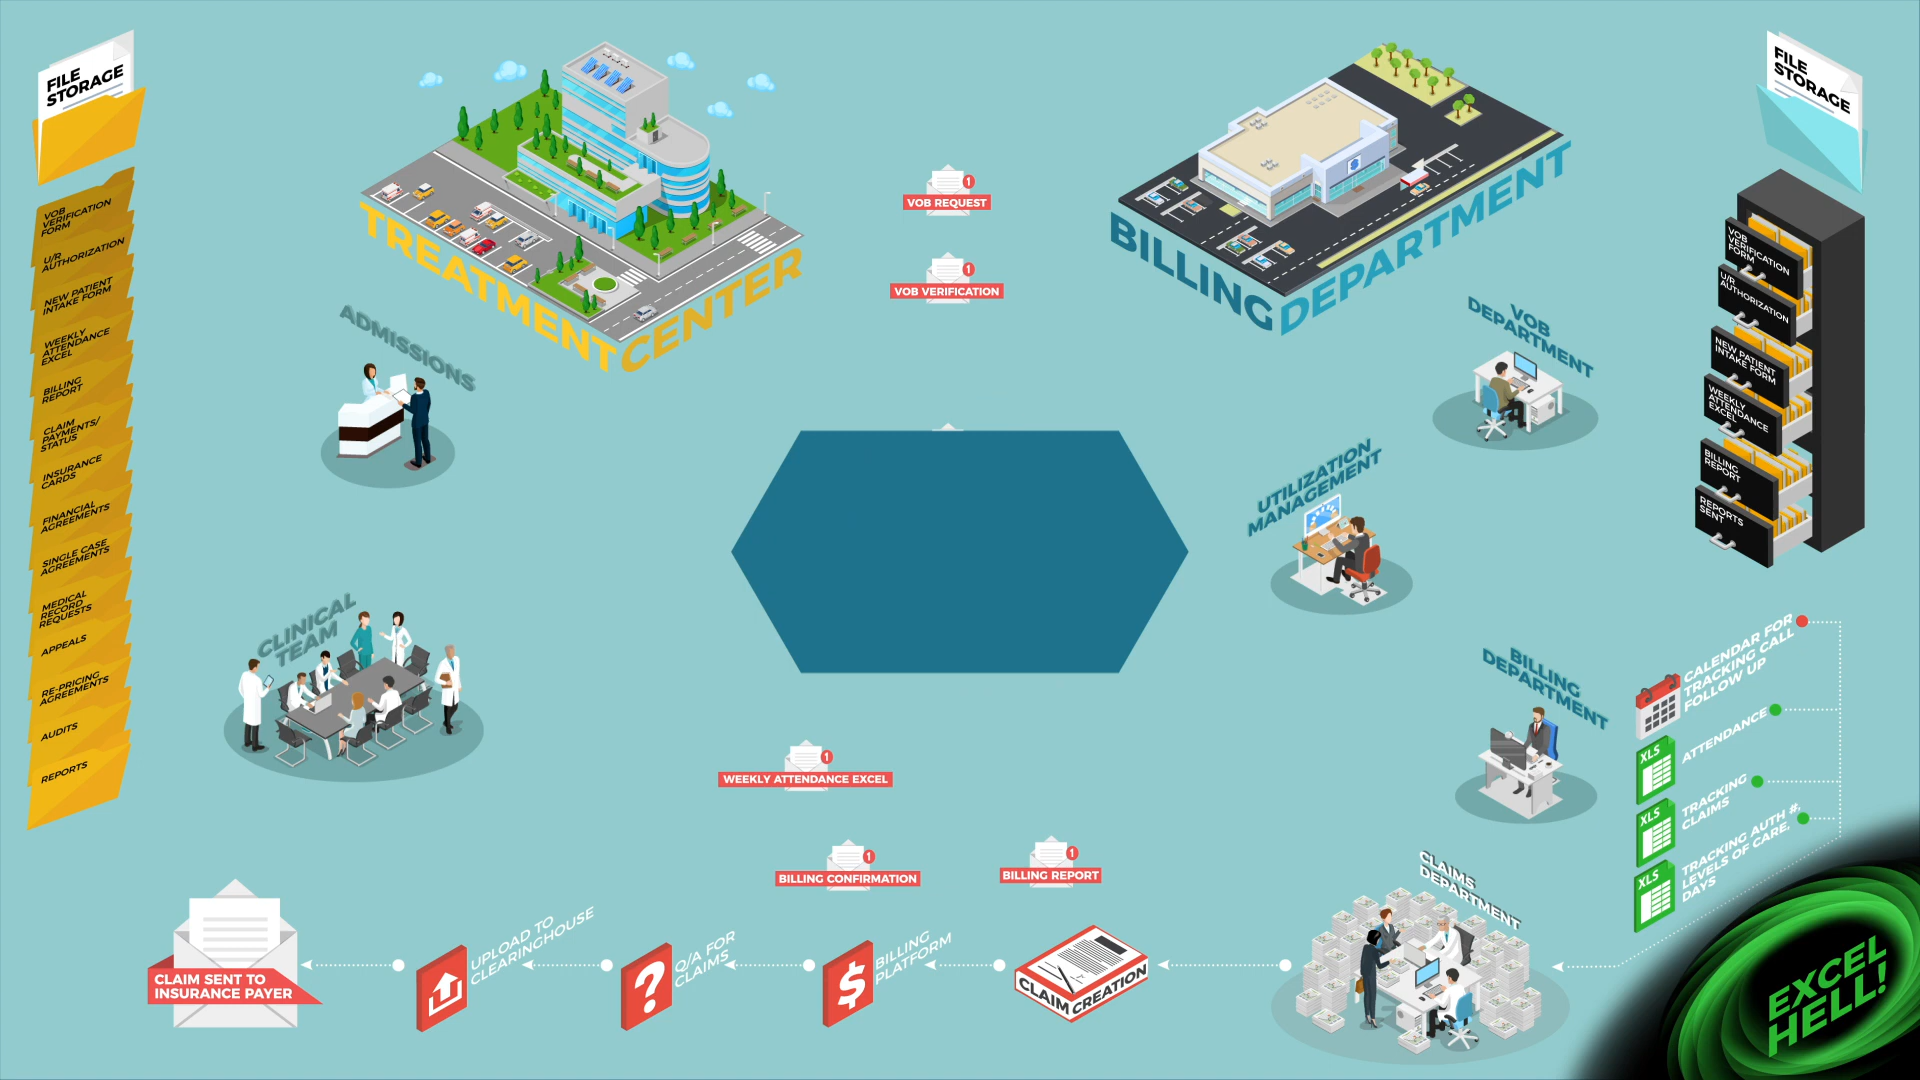 FILE
STORAGE
VOB
VERIFICATION
FORM
U/R
AUTHORIZATION
NEW PATIENT
INTAKE FORM
WEEKLY
ATTENDANCE
EXCEL
BILLING
REPORT
CLAIM
PAYMENTS/
STATUS
INSURANCE
CARDS
FINANCIAL
AGREEMENTS
SINGLE CASE
AGREEMENTS
MEDICAL
RECORD
REQUESTS
APPEALS
RE-PRICING
AGREEMENTS
AUDITS
REPORTS
TREATMENT CENTER
ADMISSIONS
CLINICAL
TEAM
1
VOB REQUEST
1
VOB VERIFICATION
BILLING DEPARTMENT
VOB
DEPARTMENT
UTILIZATION
MANAGEMENT
BILLING
DEPARTMENT
FILE
STORAGE
VOB
VERIFICATION
FORM
U/R
AUTHORIZATION
NEW PATIENT
INTAKE FORM
WEEKLY
ATTENDANCE
EXCEL
BILLING
REPORT
REPORTS
SENT
CALENDAR FOR
TRACKING CALL
FOLLOW UP
XLS
ATTENDANCE
XLS
TRACKING
CLAIMS
XLS
TRACKING AUTH #,
LEVELS OF CARE,
DAYS
1
WEEKLY ATTENDANCE EXCEL
1
BILLING CONFIRMATION
1
BILLING REPORT
CLAIMS
DEPARTMENT
CLAIM CREATION
$
BILLING
PLATFORM
?
Q/A FOR
CLAIMS
UPLOAD TO
CLEARINGHOUSE
CLAIM SENT TO
INSURANCE PAYER
EXCEL
HELL!